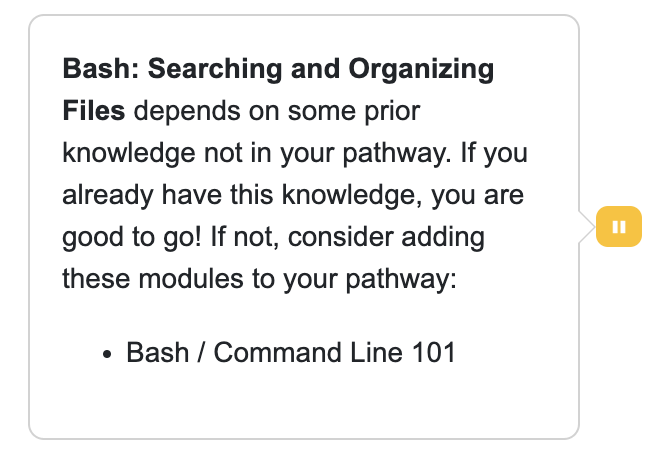 Bash: Searching and Organizing
Files depends on some prior
knowledge not in your pathway. If you
already have this knowledge, you are
good to go! If not, consider adding
these modules to your pathway:
• Bash / Command Line 101